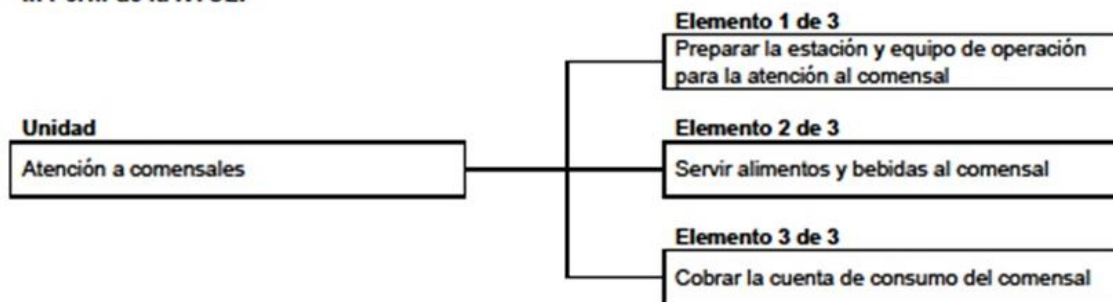 Elemento 1 de 3
Preparar la estación y equipo de operación
para la atención al comensal
Unidad
Atención a comensales
Elemento 2 de 3
Servir alimentos y bebidas al comensal
Elemento 3 de 3
Cobrar la cuenta de consumo del comensal